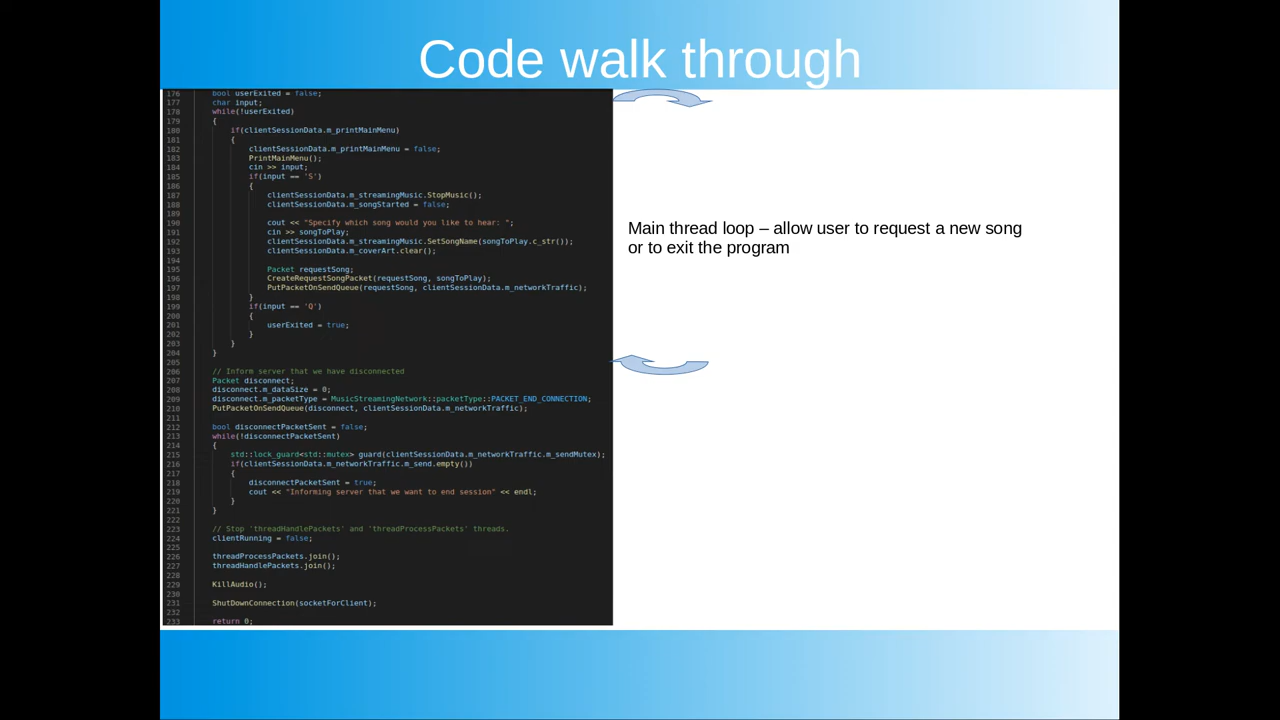 Code walk through
176 bool userExited = false;
177 char input;
178 while(!userExited)
179 {
180 if(clientSessionData.m_printMainMenu)
181 {
182 clientSessionData.m_printMainMenu = false;
183 PrintMainMenu();
184 cin >> input;
185 if(input == 'S')
186 {
187 clientSessionData.m_streamingMusic.StopMusic();
188 clientSessionData.m_songStarted = false;
189
190 cout << "Specify which song would you like to hear: ";
191 cin >> songToPlay;
192 clientSessionData.m_streamingMusic.SetSongName(songToPlay.c_str());
193 clientSessionData.m_coverArt.clear();
194
195 Packet requestSong;
196 CreateRequestSongPacket(requestSong, songToPlay);
197 PutPacketOnSendQueue(requestSong, clientSessionData.m_networkTraffic);
198 }
199 if(input == 'Q')
200 {
201 userExited = true;
202 }
203 }
204 }
205
206 // Inform server that we have disconnected
207 Packet disconnect;
208 disconnect.m_dataSize = 0;
209 disconnect.m_packetType = MusicStreamingNetwork::packetType::PACKET_END_CONNECTION;
210 PutPacketOnSendQueue(disconnect, clientSessionData.m_networkTraffic);
211
212 bool disconnectPacketSent = false;
213 while(!disconnectPacketSent)
214 {
215 std::lock_guard<std::mutex> guard(clientSessionData.m_networkTraffic.m_sendMutex);
216 if(clientSessionData.m_networkTraffic.m_send.empty())
217 {
218 disconnectPacketSent = true;
219 cout << "Informing server that we want to end session" << endl;
220 }
221 }
222
223 // Stop 'threadHandlePackets' and 'threadProcessPackets' threads.
224 clientRunning = false;
225
226 threadProcessPackets.join();
227 threadHandlePackets.join();
228
229 KillAudio();
230
231 ShutDownConnection(socketForClient);
232
233 return 0;
Main thread loop – allow user to request a new song
or to exit the program